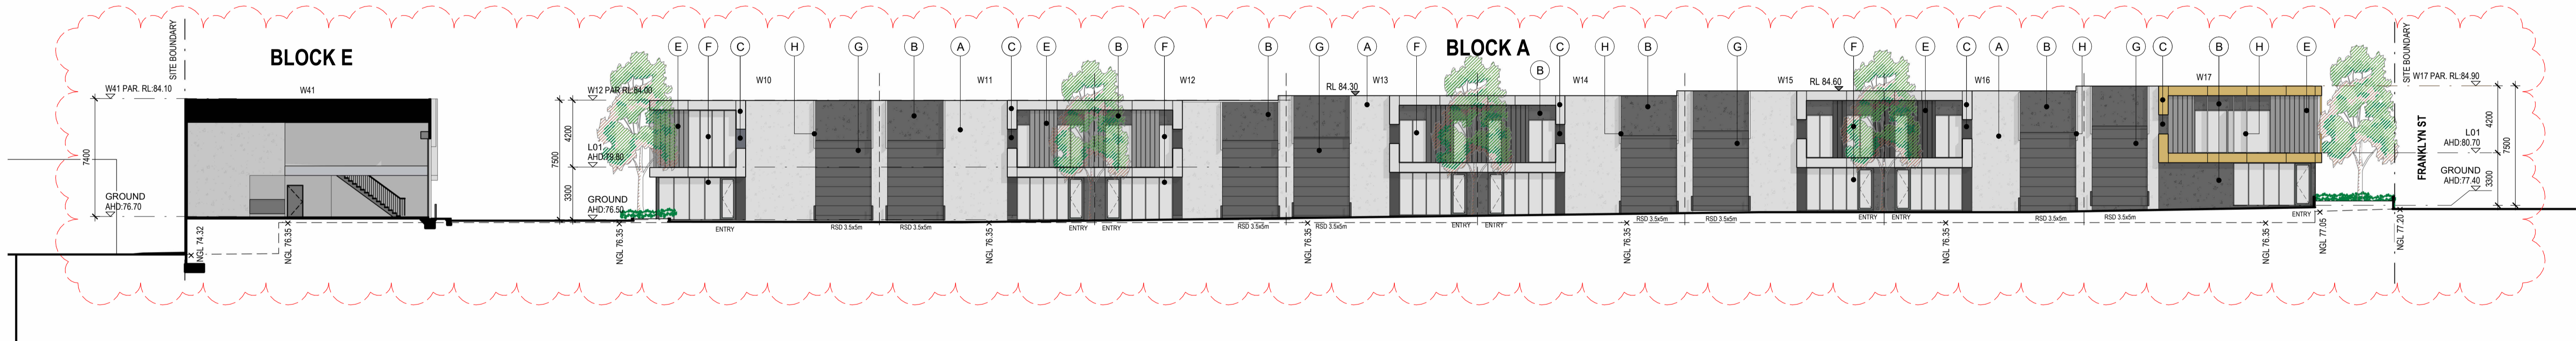 SITE BOUNDARY
BLOCK E
W41 PAR. RL:84.10
W41
7400
GROUND
AHD:76.70
NGL 74.32
NGL 76.35
BLOCK A
E F C H G B A C E B F B G A F B C H B G F E C A B H G C B H E
W12 PAR RL:84.00
W10
W11
W12
W13
W14
W15
W16
W17
RL 84.30
RL 84.60
4200
7500
3300
L01
AHD:79.80
GROUND
AHD:76.50
ENTRY
RSD 3.5x5m
RSD 3.5x5m
ENTRY
ENTRY
RSD 3.5x5m
RSD 3.5x5m
ENTRY
ENTRY
RSD 3.5x5m
RSD 3.5x5m
ENTRY
ENTRY
RSD 3.5x5m
RSD 3.5x5m
ENTRY
NGL 76.35
NGL 76.35
NGL 76.35
NGL 76.35
NGL 76.35
NGL 76.35
NGL 77.05
NGL 77.20
SITE BOUNDARY
FRANKLYN ST
W17 PAR. RL:84.90
L01
AHD:80.70
GROUND
AHD:77.40
4200
7500
3300